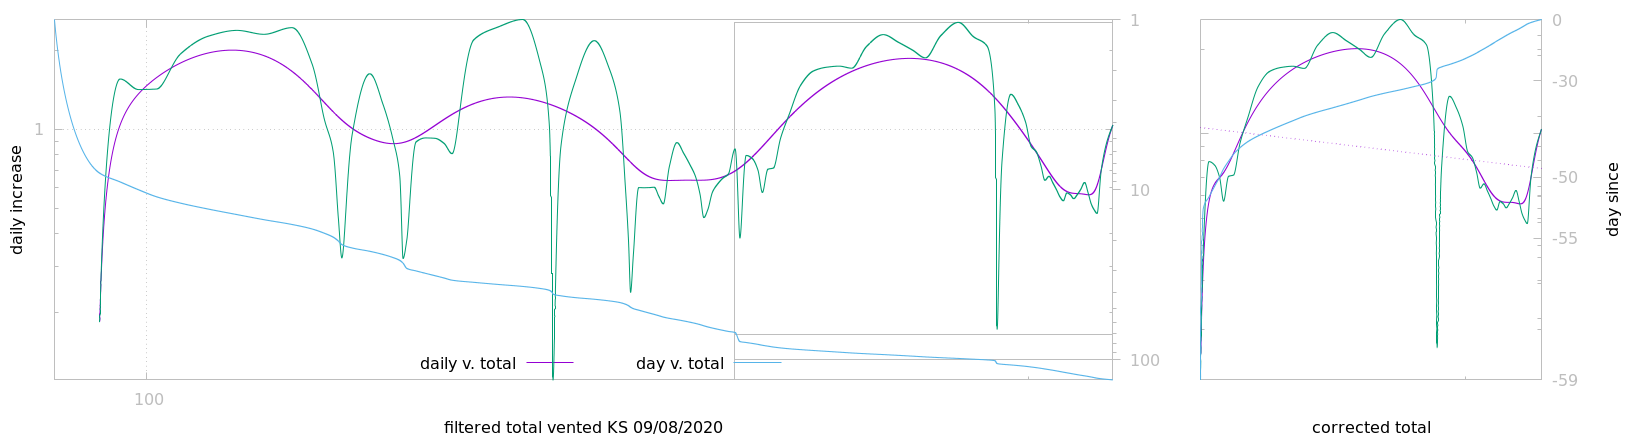 1
0
-30
1
daily increase
10
-50
day since
-55
daily v. total
day v. total
100
-59
100
filtered total vented KS 09/08/2020
corrected total